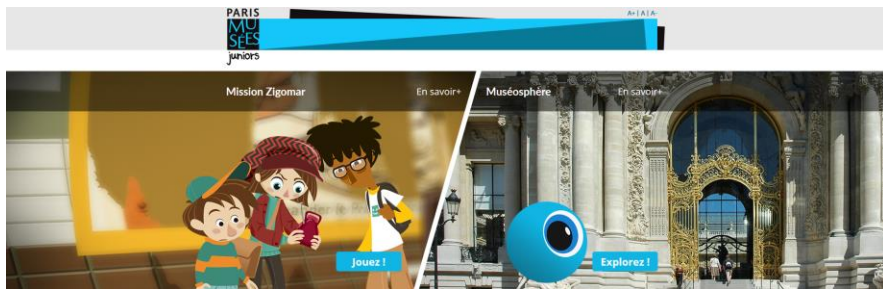 PARIS
MU
SÉES
juniors
A+ | A | A-
Mission Zigomar
En savoir+
Muséosphère
En savoir+
Jouez !
Explorez !